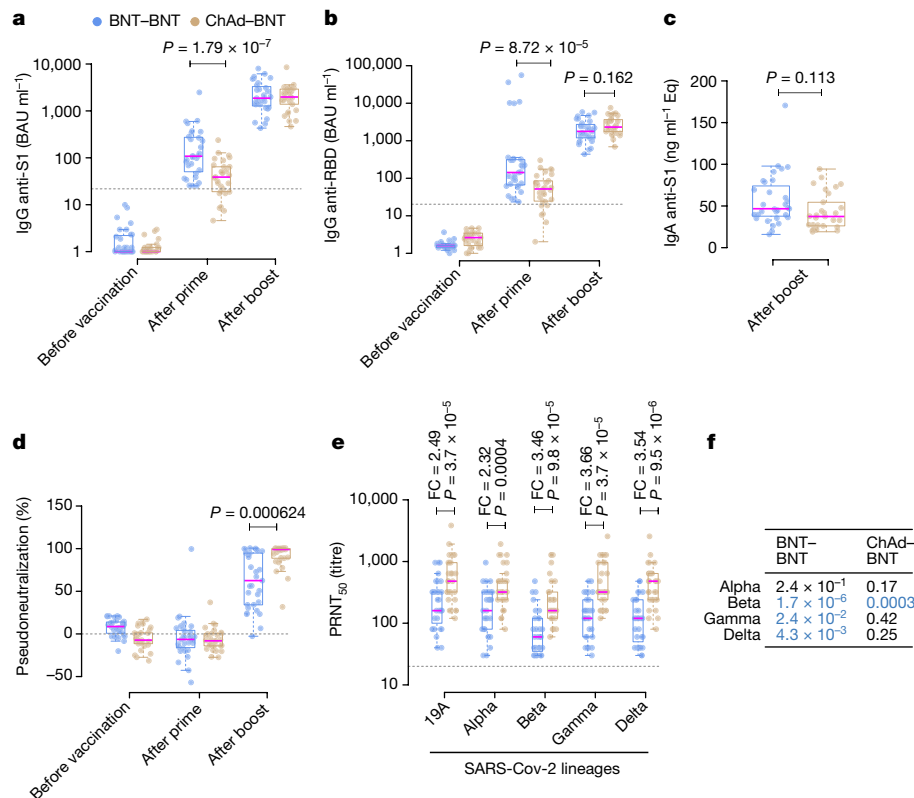 a
BNT–BNT
ChAd–BNT
P = 1.79 × 10⁻⁷
IgG anti-S1 (BAU ml⁻¹)
10,000
1,000
100
10
1
Before vaccination
After prime
After boost
b
P = 8.72 × 10⁻⁵
P = 0.162
IgG anti-RBD (BAU ml⁻¹)
100,000
10,000
1,000
100
10
1
Before vaccination
After prime
After boost
c
P = 0.113
IgA anti-S1 (ng ml⁻¹ Eq)
200
150
100
50
0
After boost
d
P = 0.000624
Pseudoneutralization (%)
150
100
50
0
−50
Before vaccination
After prime
After boost
e
FC = 2.49
P = 3.7 × 10⁻⁵
FC = 2.32
P = 0.0004
FC = 3.46
P = 9.8 × 10⁻⁵
FC = 3.66
P = 3.7 × 10⁻⁵
FC = 3.54
P = 9.5 × 10⁻⁶
PRNT₅₀ (titre)
10,000
1,000
100
10
19A
Alpha
Beta
Gamma
Delta
SARS-Cov-2 lineages
f
BNT–BNT ChAd–BNT
Alpha 2.4 × 10⁻¹ 0.17
Beta 1.7 × 10⁻⁶ 0.0003
Gamma 2.4 × 10⁻² 0.42
Delta 4.3 × 10⁻³ 0.25